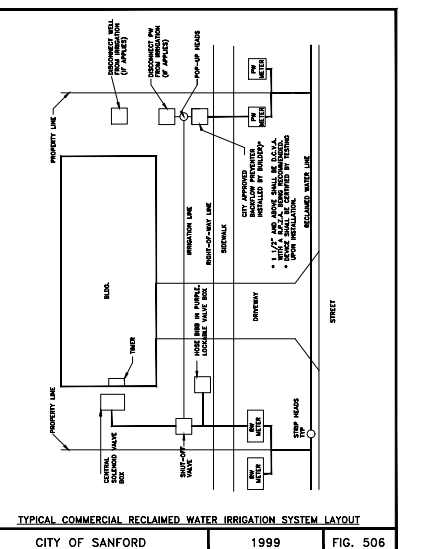 DISCONNECT WELL
FROM IRRIGATION
(IF APPLIES)
DISCONNECT PW
FROM IRRIGATION
(IF APPLIES)
POP-UP HEADS
PW
METER
PW
METER
PROPERTY LINE
CITY APPROVED
BACKFLOW PREVENTER
INSTALLED BY BUILDER)*
* 1 1/2" AND ABOVE SHALL BE D.C.V.A.
WITH A R.P.Z.A. BEING RECOMMENDED.
* DEVICE SHALL BE CERTIFIED BY TESTING
UPON INSTALLATION.
RECLAIMED WATER LINE
IRRIGATION LINE
RIGHT-OF-WAY LINE
SIDEWALK
BLDG.
DRIVEWAY
STREET
HOSE BIBB IN PURPLE,
LOCKABLE VALVE BOX
TIMER
PROPERTY LINE
CENTRAL
SOLENOID VALVE
BOX
SHUT-OFF
VALVE
RW
METER
RW
METER
STRIP HEADS
TYP
TYPICAL COMMERCIAL RECLAIMED WATER IRRIGATION SYSTEM LAYOUT
CITY OF SANFORD
1999
FIG. 506